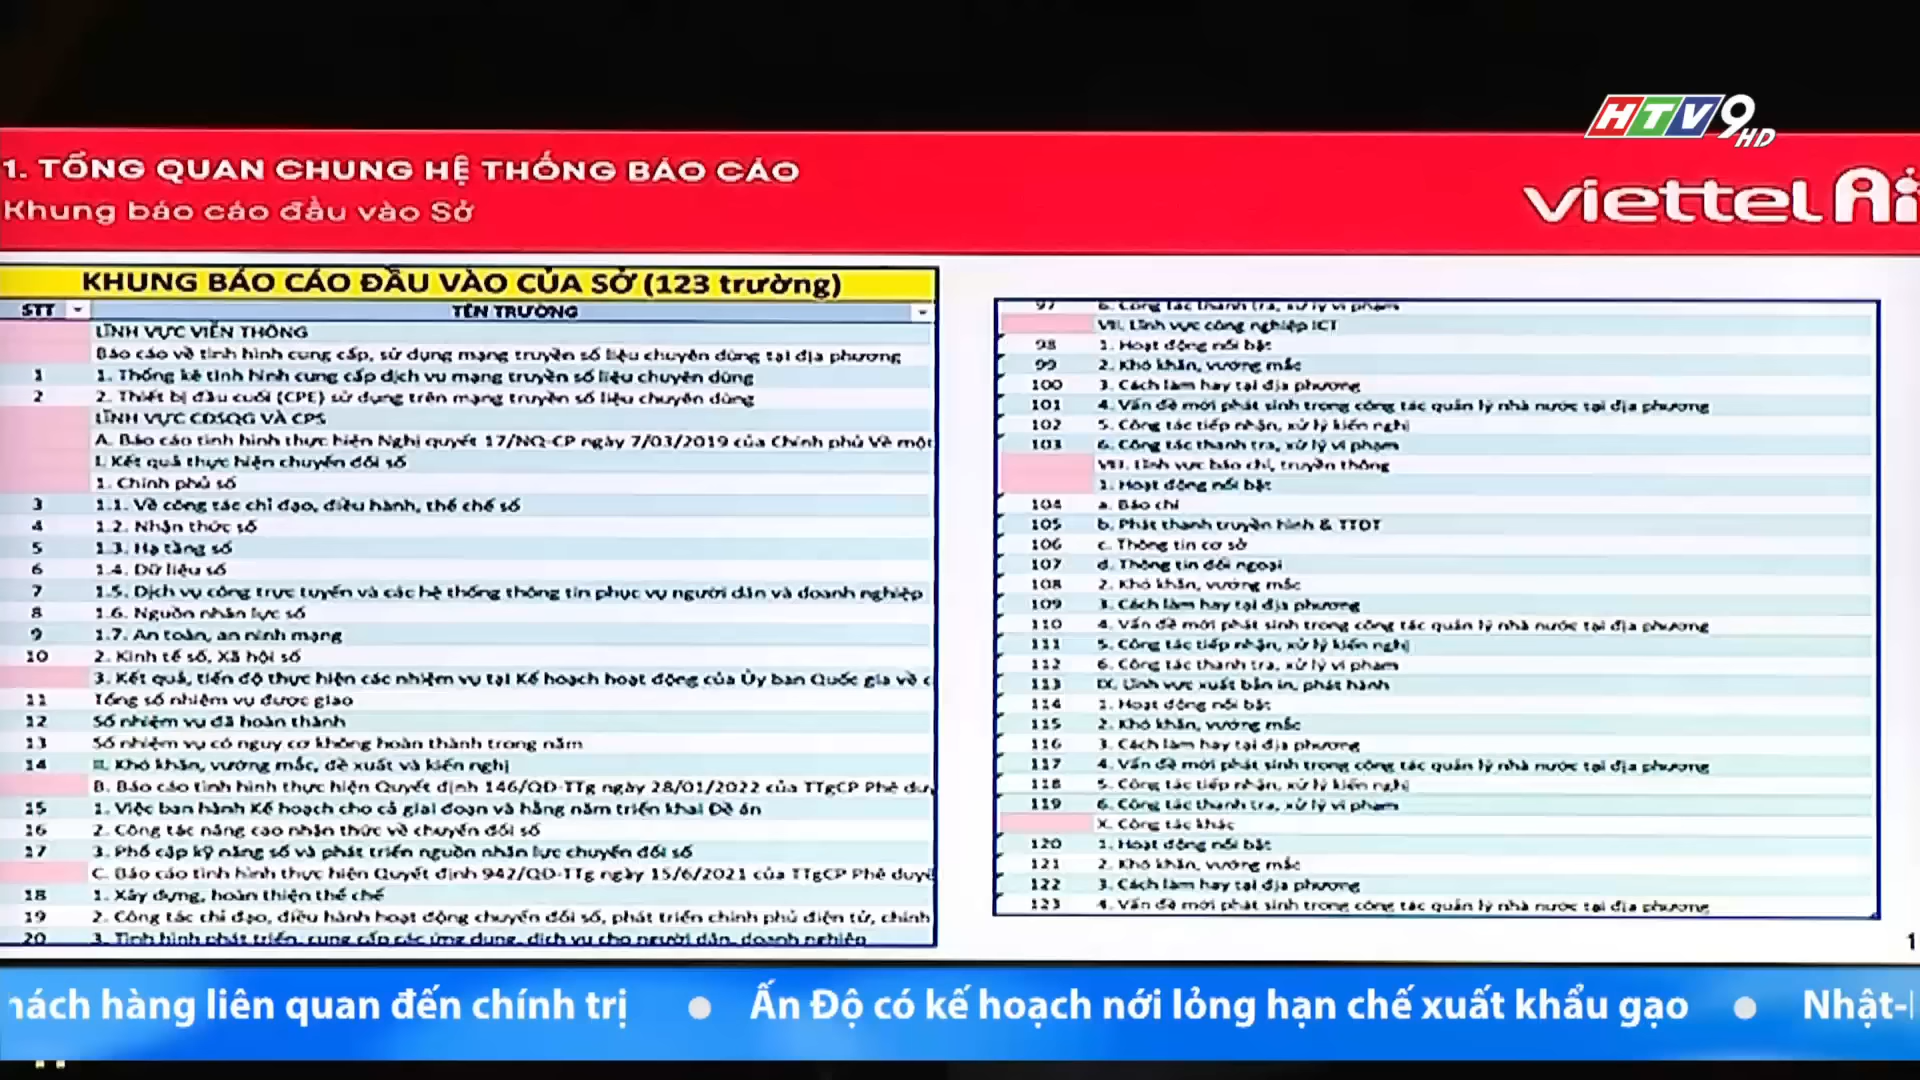 HTV9 HD
1. TỔNG QUAN CHUNG HỆ THỐNG BÁO CÁO
Khung báo cáo đầu vào Sở
viettel Ai
KHUNG BÁO CÁO ĐẦU VÀO CỦA SỞ (123 trường)
STT TÊN TRƯỜNG
LĨNH VỰC VIỄN THÔNG
Báo cáo về tình hình cung cấp, sử dụng mạng truyền số liệu chuyên dùng tại địa phương
1 1. Thống kê tình hình cung cấp dịch vụ mạng truyền số liệu chuyên dùng
2 2. Thiết bị đầu cuối (CPE) sử dụng trên mạng truyền số liệu chuyên dùng
LĨNH VỰC CĐSQG VÀ CPS
A. Báo cáo tình hình thực hiện Nghị quyết 17/NQ-CP ngày 7/03/2019 của Chính phủ Về một
I. Kết quả thực hiện chuyển đổi số
1. Chính phủ số
3 1.1. Về công tác chỉ đạo, điều hành, thể chế số
4 1.2. Nhận thức số
5 1.3. Hạ tầng số
6 1.4. Dữ liệu số
7 1.5. Dịch vụ công trực tuyến và các hệ thống thông tin phục vụ người dân và doanh nghiệp
8 1.6. Nguồn nhân lực số
9 1.7. An toàn, an ninh mạng
10 2. Kinh tế số, Xã hội số
3. Kết quả, tiến độ thực hiện các nhiệm vụ tại Kế hoạch hoạt động của Ủy ban Quốc gia về
11 Tổng số nhiệm vụ được giao
12 Số nhiệm vụ đã hoàn thành
13 Số nhiệm vụ có nguy cơ không hoàn thành trong năm
14 II. Khó khăn, vướng mắc, đề xuất và kiến nghị
B. Báo cáo tình hình thực hiện Quyết định 146/QĐ-TTg ngày 28/01/2022 của TTgCP Phê
15 1. Việc ban hành Kế hoạch cho cả giai đoạn và hằng năm triển khai Đề án
16 2. Công tác nâng cao nhận thức về chuyển đổi số
17 3. Phổ cập kỹ năng số và phát triển nguồn nhân lực chuyển đổi số
C. Báo cáo tình hình thực hiện Quyết định 942/QĐ-TTg ngày 15/6/2021 của TTgCP Phê
18 1. Xây dựng, hoàn thiện thể chế
19 2. Công tác chỉ đạo, điều hành hoạt động chuyển đổi số, phát triển chính phủ điện tử, chính
20 3. Tình hình phát triển, cung cấp các ứng dụng, dịch vụ cho người dân, doanh nghiệp
97 6. Công tác thanh tra, xử lý vi phạm
VII. Lĩnh vực công nghiệp ICT
98 1. Hoạt động nổi bật
99 2. Khó khăn, vướng mắc
100 3. Cách làm hay tại địa phương
101 4. Vấn đề mới phát sinh trong công tác quản lý nhà nước tại địa phương
102 5. Công tác tiếp nhận, xử lý kiến nghị
103 6. Công tác thanh tra, xử lý vi phạm
VIII. Lĩnh vực báo chí, truyền thông
1. Hoạt động nổi bật
104 a. Báo chí
105 b. Phát thanh truyền hình & TTĐT
106 c. Thông tin cơ sở
107 d. Thông tin đối ngoại
108 2. Khó khăn, vướng mắc
109 3. Cách làm hay tại địa phương
110 4. Vấn đề mới phát sinh trong công tác quản lý nhà nước tại địa phương
111 5. Công tác tiếp nhận, xử lý kiến nghị
112 6. Công tác thanh tra, xử lý vi phạm
113 IX. Lĩnh vực xuất bản in, phát hành
114 1. Hoạt động nổi bật
115 2. Khó khăn, vướng mắc
116 3. Cách làm hay tại địa phương
117 4. Vấn đề mới phát sinh trong công tác quản lý nhà nước tại địa phương
118 5. Công tác tiếp nhận, xử lý kiến nghị
119 6. Công tác thanh tra, xử lý vi phạm
X. Công tác khác
120 1. Hoạt động nổi bật
121 2. Khó khăn, vướng mắc
122 3. Cách làm hay tại địa phương
123 4. Vấn đề mới phát sinh trong công tác quản lý nhà nước tại địa phương
1
hách hàng liên quan đến chính trị ● Ấn Độ có kế hoạch nới lỏng hạn chế xuất khẩu gạo ● Nhật-